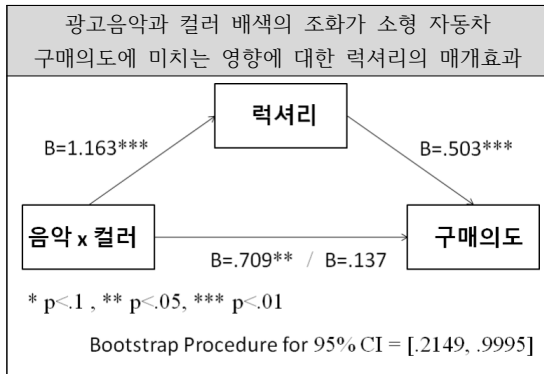 광고음악과 컬러 배색의 조화가 소형 자동차
구매의도에 미치는 영향에 대한 럭셔리의 매개효과
럭셔리
B=1.163***
B=.503***
음악 x 컬러
구매의도
B=.709** / B=.137
* p<.1 , ** p<.05, *** p<.01
Bootstrap Procedure for 95% CI = [.2149, .9995]